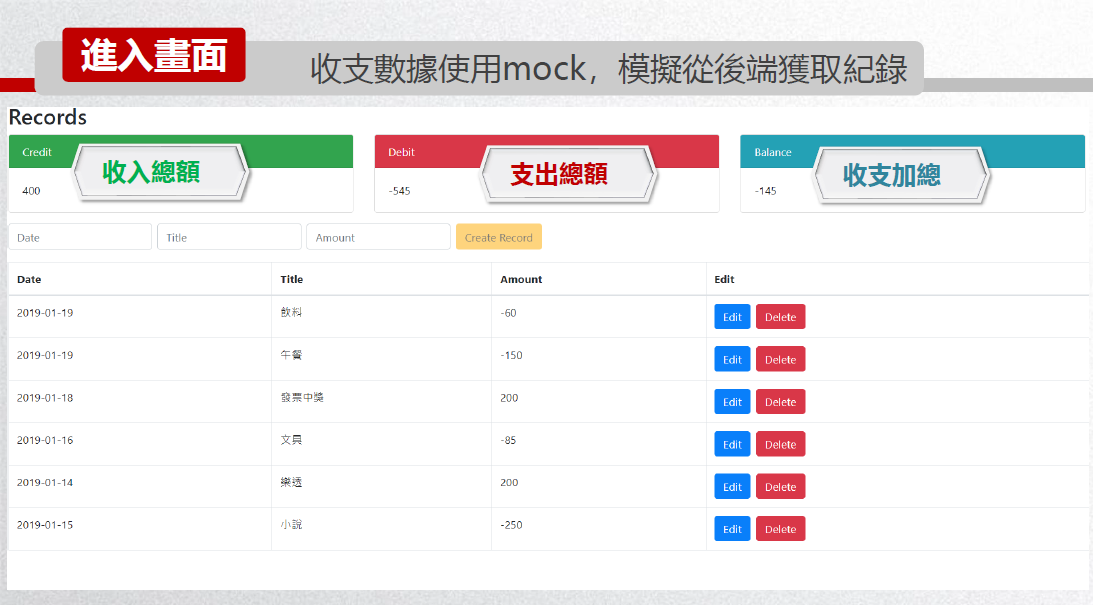 進入畫面
收支數據使用mock，模擬從後端獲取紀錄
Records
Credit 收入總額 400
Debit 支出總額 -545
Balance 收支加總 -145
Date Title Amount Create Record
Date Title Amount Edit
2019-01-19 飲料 -60 Edit Delete
2019-01-19 午餐 -150 Edit Delete
2019-01-18 發票中獎 200 Edit Delete
2019-01-16 文具 -85 Edit Delete
2019-01-14 樂透 200 Edit Delete
2019-01-15 小說 -250 Edit Delete